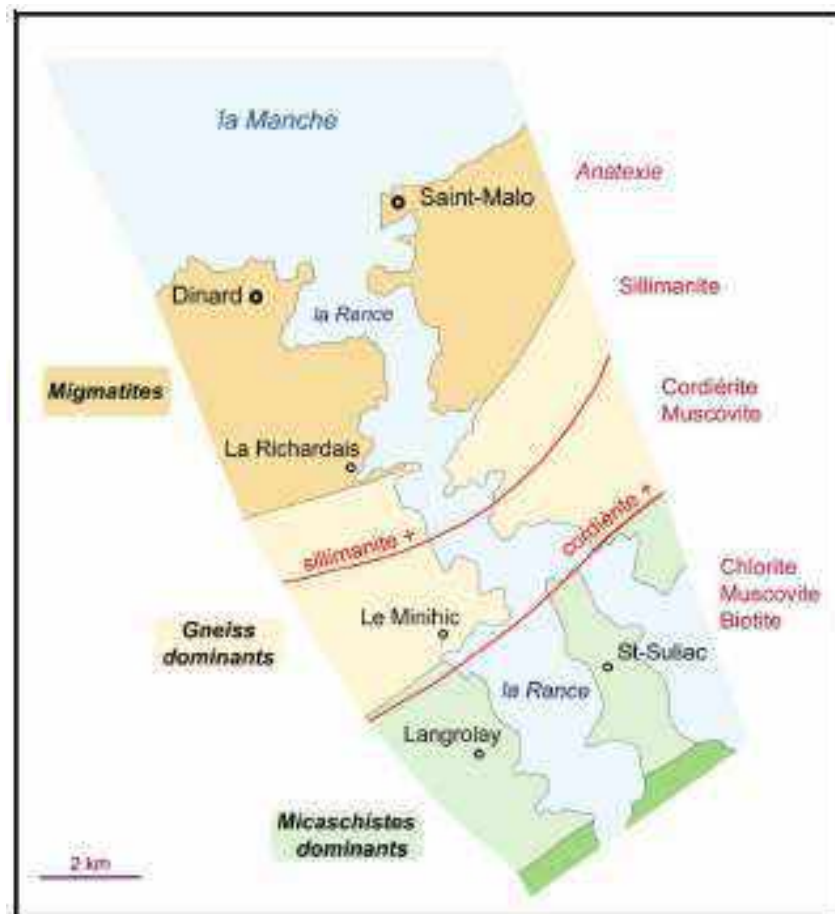 la Manche
Anatexie
Saint-Malo
Sillimanite
Dinard
la Rance
Cordiérite
Muscovite
Migmatites
La Richardais
cordiérite +
sillimanite +
Chlorite
Muscovite
Biotite
Le Minihic
Gneiss
dominants
St-Suliac
la Rance
Langrolay
Micaschistes
dominants
2 km